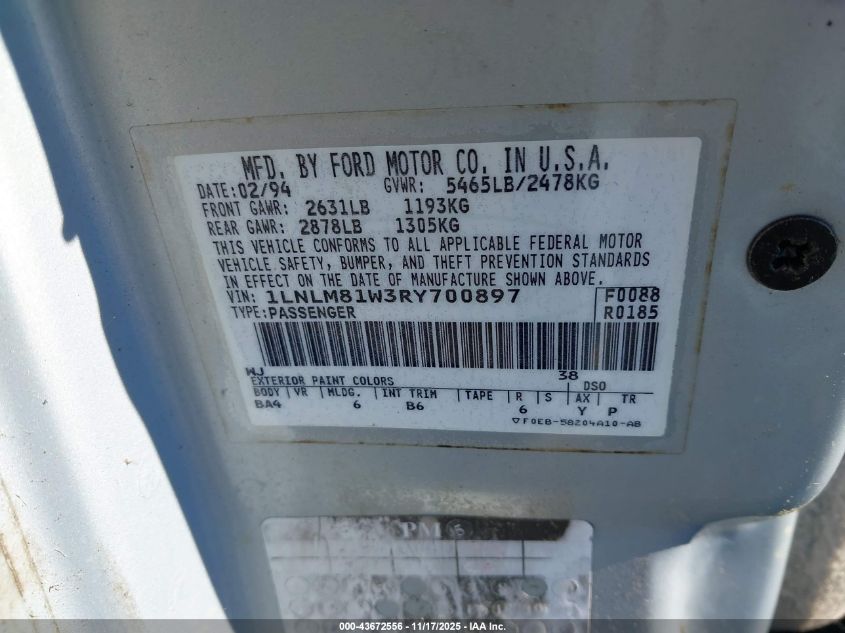 MFD. BY FORD MOTOR CO. IN U.S.A.
DATE: 02/94 GVWR: 5465LB/2478KG
FRONT GAWR: 2631LB 1193KG
REAR GAWR: 2878LB 1305KG
THIS VEHICLE CONFORMS TO ALL APPLICABLE FEDERAL MOTOR
VEHICLE SAFETY, BUMPER, AND THEFT PREVENTION STANDARDS
IN EFFECT ON THE DATE OF MANUFACTURE SHOWN ABOVE.
VIN: 1LNLM81W3RY700897 F0088
TYPE: PASSENGER R0185
WJ 38
EXTERIOR PAINT COLORS DSO
BODY VR MLDG. INT TRIM TAPE R S AX TR
BA4 6 B6 6 Y P
▽F0EB-58204A10-AB
PM
000-43672556 - 11/17/2025 - IAA Inc.